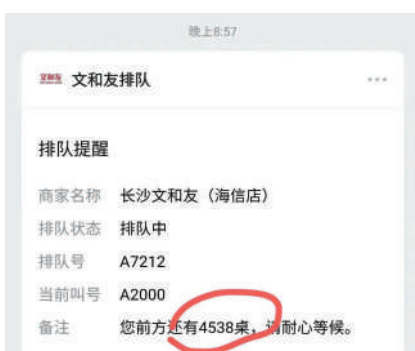 晚上8:57
文和友 文和友排队
排队提醒
商家名称 长沙文和友（海信店）
排队状态 排队中
排队号 A7212
当前叫号 A2000
备注 您前方还有4538桌，请耐心等候。